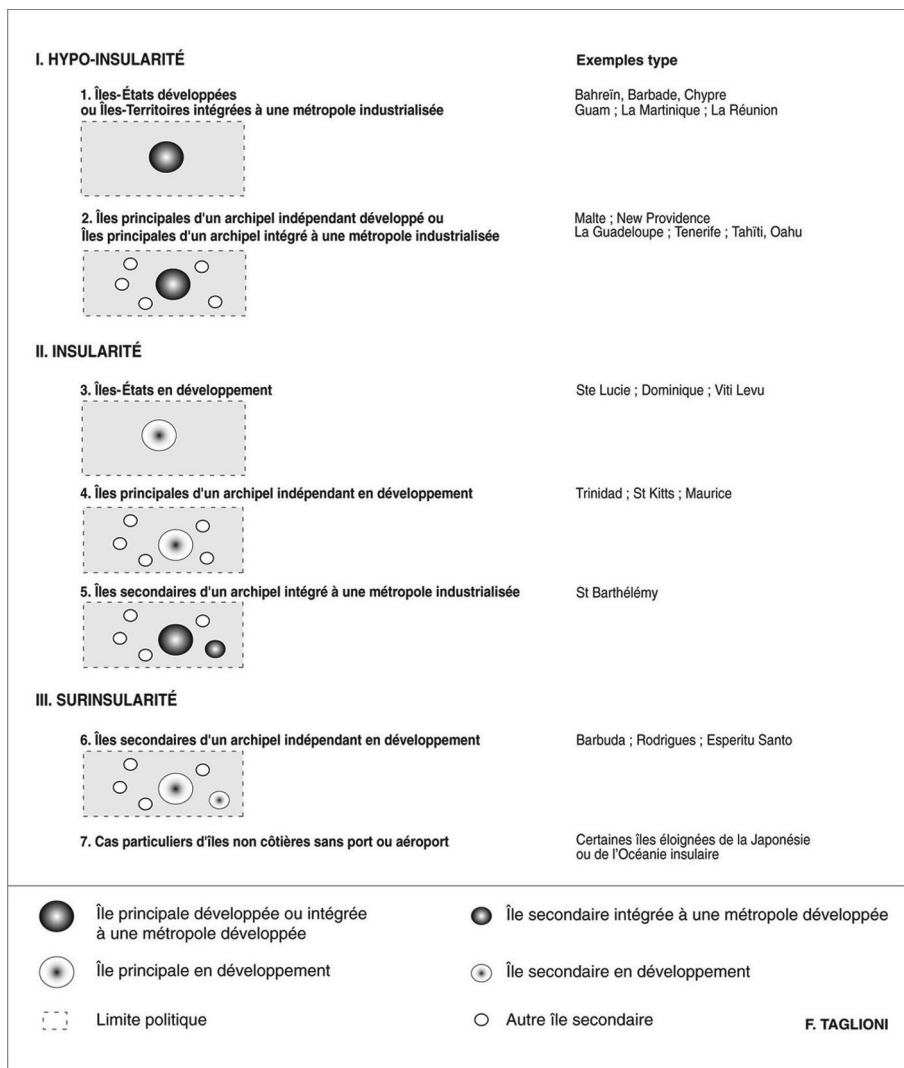 I. HYPO-INSULARITÉ
Exemples type
1. Îles-États développées
ou Îles-Territoires intégrées à une métropole industrialisée
Bahreïn, Barbade, Chypre
Guam ; La Martinique ; La Réunion
2. Îles principales d'un archipel indépendant développé ou
Îles principales d'un archipel intégré à une métropole industrialisée
Malte ; New Providence
La Guadeloupe ; Tenerife ; Tahïti, Oahu
II. INSULARITÉ
3. Îles-États en développement
Ste Lucie ; Dominique ; Viti Levu
4. Îles principales d'un archipel indépendant en développement
Trinidad ; St Kitts ; Maurice
5. Îles secondaires d'un archipel intégré à une métropole industrialisée
St Barthélémy
III. SURINSULARITÉ
6. Îles secondaires d'un archipel indépendant en développement
Barbuda ; Rodrigues ; Esperitu Santo
7. Cas particuliers d'îles non côtières sans port ou aéroport
Certaines îles éloignées de la Japonésie
ou de l'Océanie insulaire
Île principale développée ou intégrée
à une métropole développée
Île secondaire intégrée à une métropole développée
Île principale en développement
Île secondaire en développement
Limite politique
Autre île secondaire
F. TAGLIONI